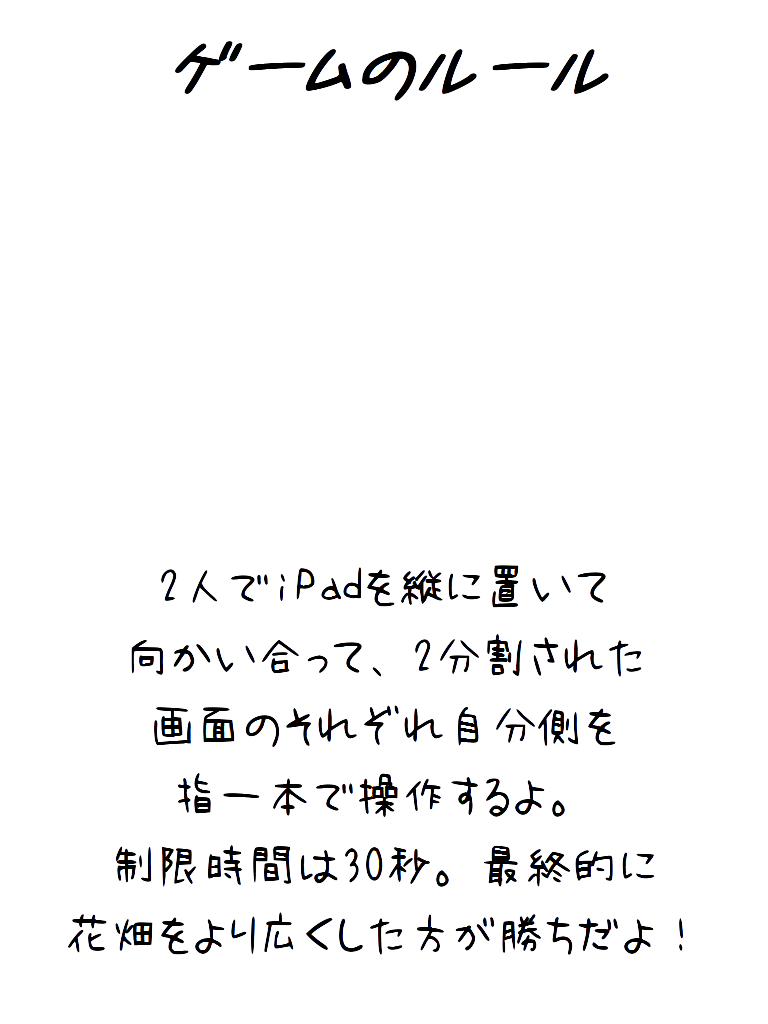 ゲームのルール
2人でiPadを縦に置いて
向かい合って、2分割された
画面のそれぞれ自分側を
指一本で操作するよ。
制限時間は30秒。最終的に
花畑をより広くした方が勝ちだよ！